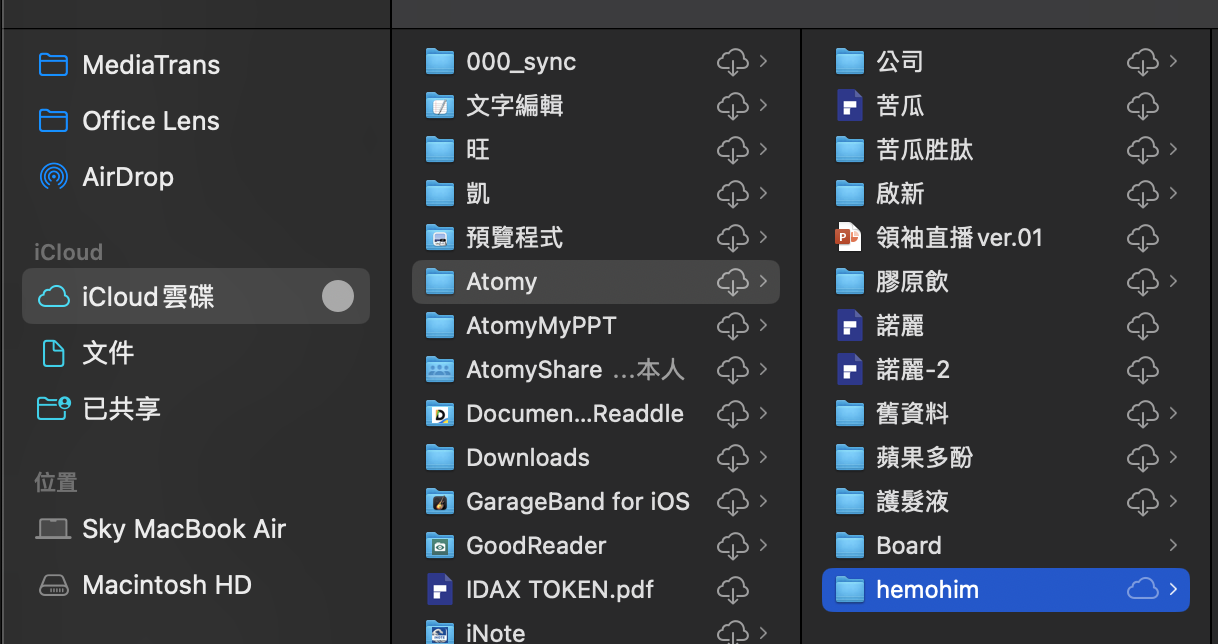 MediaTrans
Office Lens
AirDrop
iCloud
iCloud雲碟
文件
已共享
位置
Sky MacBook Air
Macintosh HD
000_sync
文字編輯
旺
凱
預覽程式
Atomy
AtomyMyPPT
AtomyShare …本人
Documen...Readdle
Downloads
GarageBand for iOS
GoodReader
IDAX TOKEN.pdf
iNote
公司
苦瓜
苦瓜胜肽
啟新
領袖直播ver.01
膠原飲
諾麗
諾麗-2
舊資料
蘋果多酚
護髮液
Board
hemohim